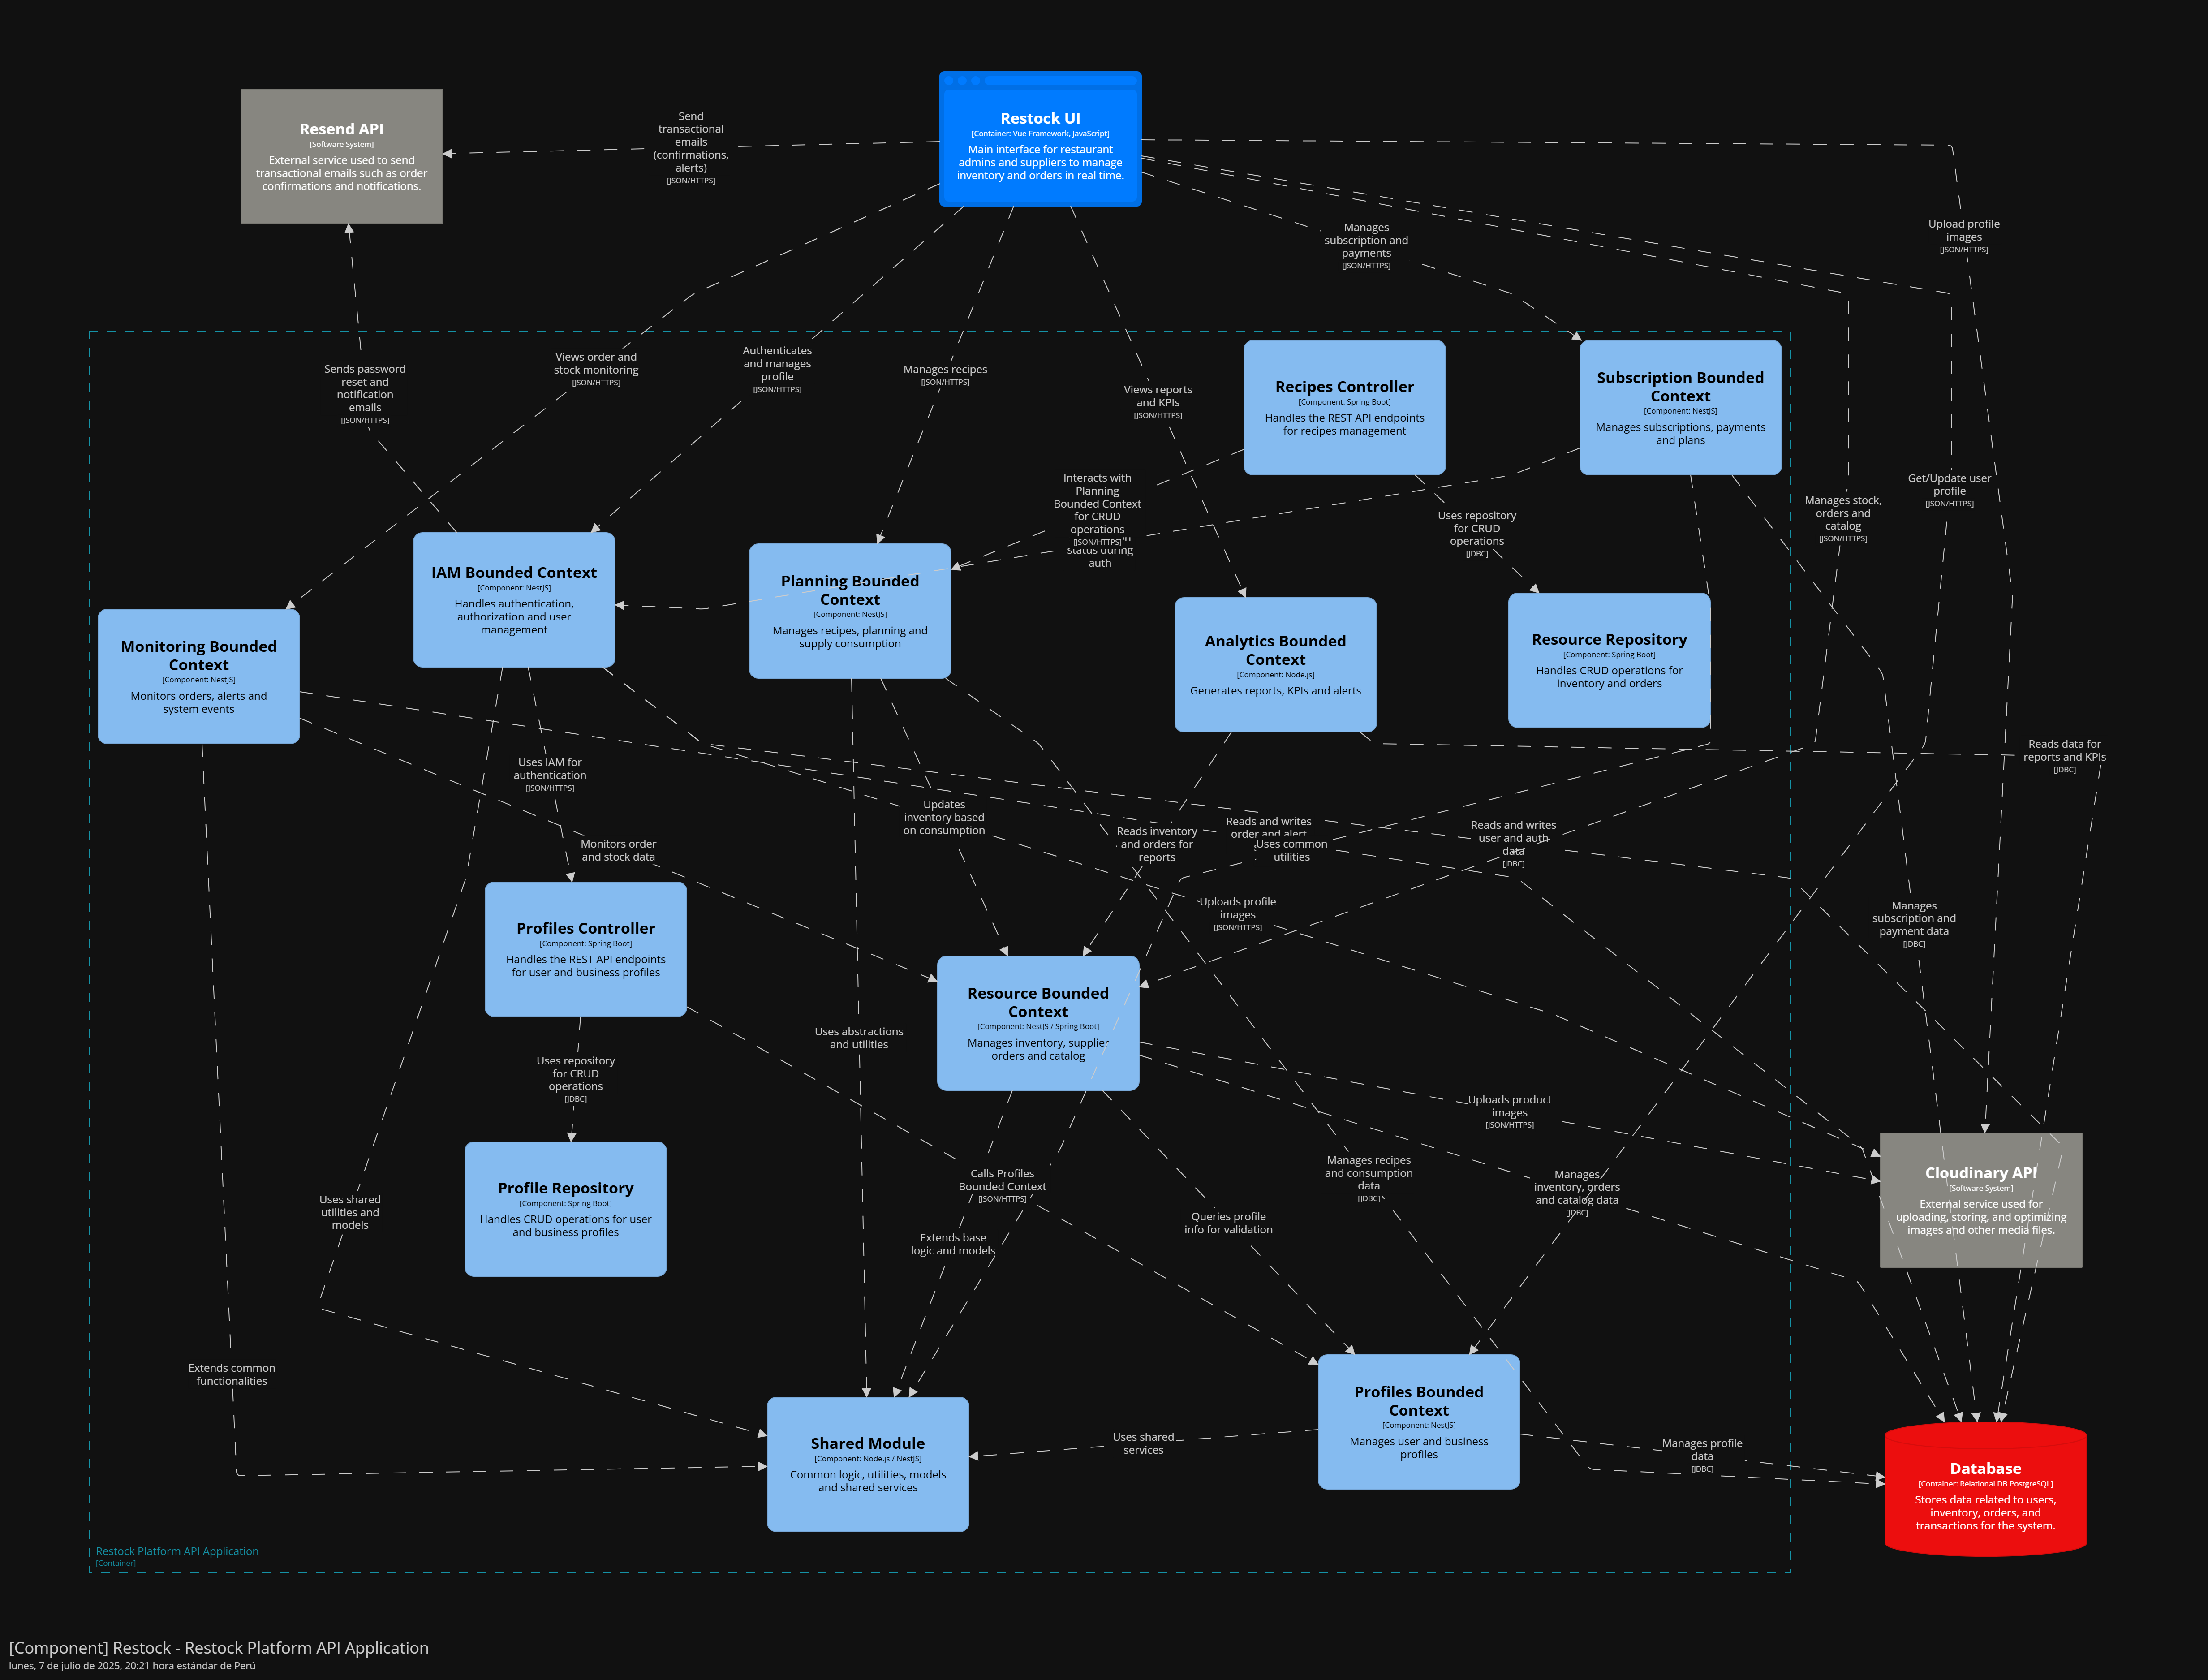 Resend API
[Software System]
External service used to send
transactional emails such as order
confirmations and notifications.
Send
transactional
emails
(confirmations,
alerts)
[JSON/HTTPS]
Restock UI
[Container: Vue Framework, JavaScript]
Main interface for restaurant
admins and suppliers to manage
inventory and orders in real time.
Manages
subscription and
payments
[JSON/HTTPS]
Upload profile
images
[JSON/HTTPS]
Sends password
reset and
notification
emails
[JSON/HTTPS]
Views order and
stock monitoring
[JSON/HTTPS]
Authenticates
and manages
profile
[JSON/HTTPS]
Manages recipes
[JSON/HTTPS]
Views reports
and KPIs
[JSON/HTTPS]
Recipes Controller
[Component: Spring Boot]
Handles the REST API endpoints
for recipes management
Subscription Bounded
Context
[Component: NestJS]
Manages subscriptions, payments
and plans
Interacts with
Planning
Bounded Context
for CRUD
operations
[JSON/HTTPS]
status during
auth
Uses repository
for CRUD
operations
[JDBC]
Manages stock,
orders and
catalog
[JSON/HTTPS]
Get/Update user
profile
[JSON/HTTPS]
IAM Bounded Context
[Component: NestJS]
Handles authentication,
authorization and user
management
Planning Bounded
Context
[Component: NestJS]
Manages recipes, planning and
supply consumption
Monitoring Bounded
Context
[Component: NestJS]
Monitors orders, alerts and
system events
Analytics Bounded
Context
[Component: Node.js]
Generates reports, KPIs and alerts
Resource Repository
[Component: Spring Boot]
Handles CRUD operations for
inventory and orders
Uses IAM for
authentication
[JSON/HTTPS]
Reads data for
reports and KPIs
[JDBC]
Monitors order
and stock data
Updates
inventory based
on consumption
Reads inventory
and orders for
reports
Reads and writes
order and alert
Uses common
utilities
Reads and writes
user and auth
data
[JDBC]
Uploads profile
images
[JSON/HTTPS]
Manages
subscription and
payment data
[JDBC]
Profiles Controller
[Component: Spring Boot]
Handles the REST API endpoints
for user and business profiles
Resource Bounded
Context
[Component: NestJS / Spring Boot]
Manages inventory, supplier
orders and catalog
Uses abstractions
and utilities
Uses repository
for CRUD
operations
[JDBC]
Uploads product
images
[JSON/HTTPS]
Profile Repository
[Component: Spring Boot]
Handles CRUD operations for user
and business profiles
Calls Profiles
Bounded Context
[JSON/HTTPS]
Manages recipes
and consumption
data
[JDBC]
Manages
inventory, orders
and catalog data
[JDBC]
Cloudinary API
[Software System]
External service used for
uploading, storing, and optimizing
images and other media files.
Uses shared
utilities and
models
Extends base
logic and models
Queries profile
info for validation
Extends common
functionalities
Shared Module
[Component: Node.js / NestJS]
Common logic, utilities, models
and shared services
Uses shared
services
Profiles Bounded
Context
[Component: NestJS]
Manages user and business
profiles
Manages profile
data
[JDBC]
Database
[Container: Relational DB PostgreSQL]
Stores data related to users,
inventory, orders, and
transactions for the system.
Restock Platform API Application
[Container]
[Component] Restock - Restock Platform API Application
lunes, 7 de julio de 2025, 20:21 hora estándar de Perú